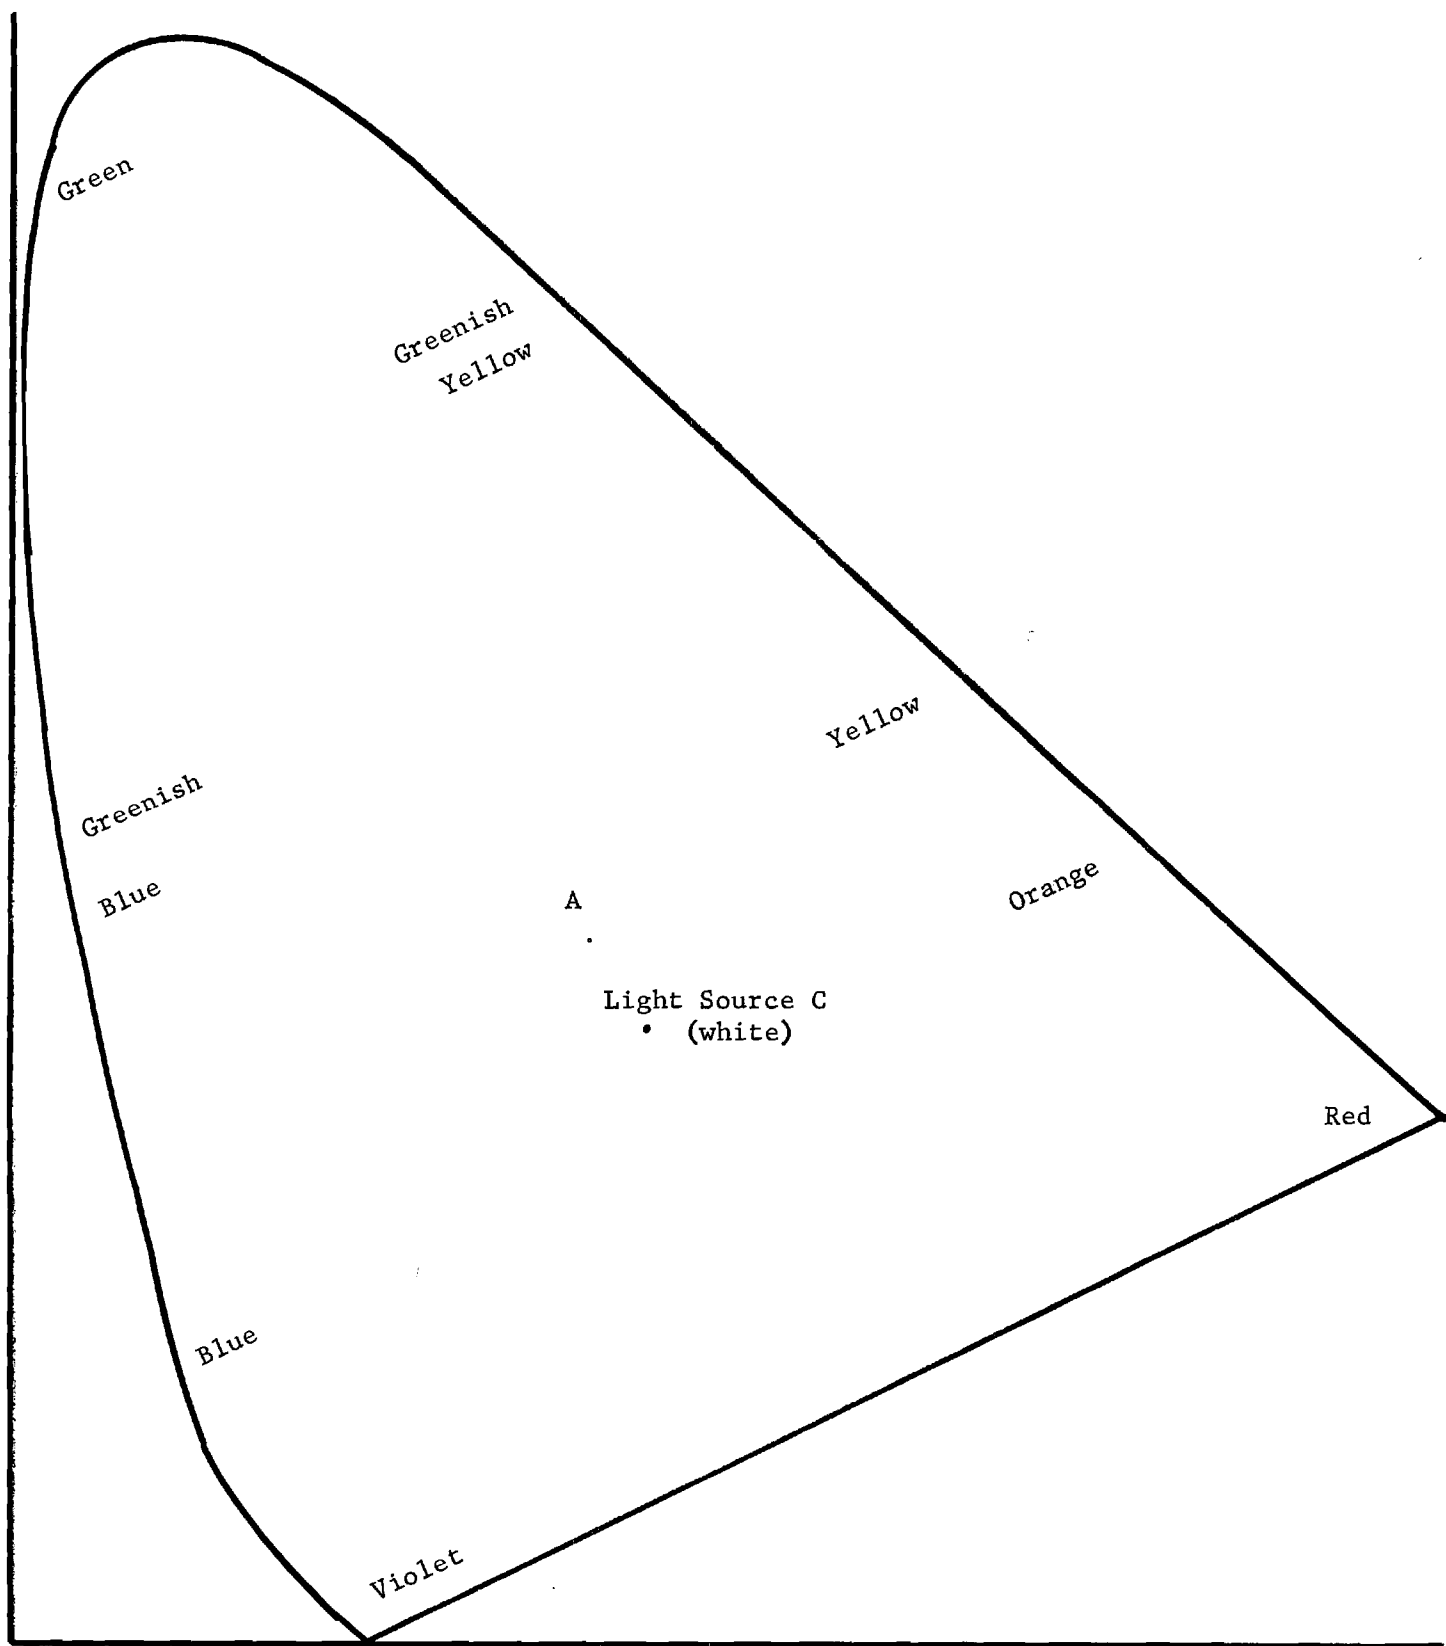 Green
Greenish
Yellow
Yellow
Greenish
Blue
Orange
A
Light Source C
(white)
Red
Blue
Violet